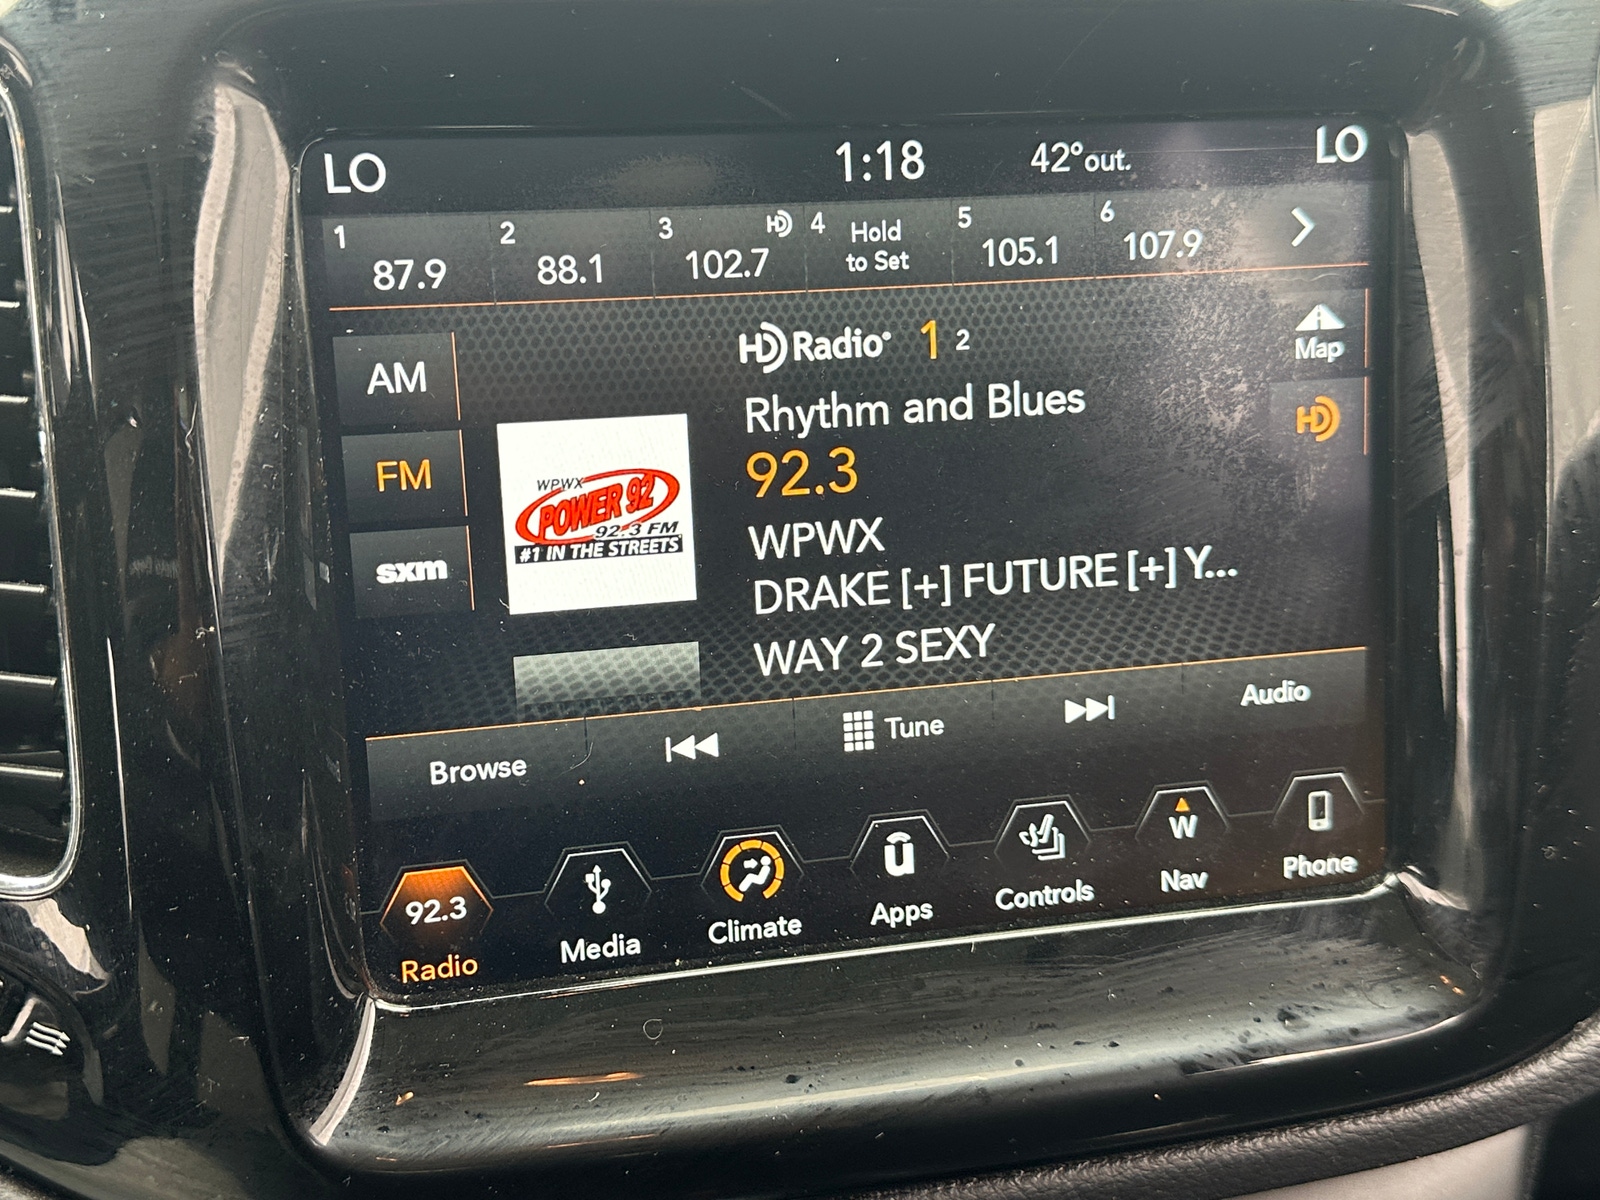 LO 1:18 42°out. LO
1 87.9 2 88.1 3 HD 102.7 4 Hold to Set 5 105.1 6 107.9
AM
FM
sxm
WPWX
POWER 92
92.3 FM
#1 IN THE STREETS
HD Radio 1 2
Rhythm and Blues
92.3
WPWX
DRAKE [+] FUTURE [+] Y...
WAY 2 SEXY
Map
HD
Browse Tune Audio
92.3 W
Radio Media Climate Apps Controls Nav Phone